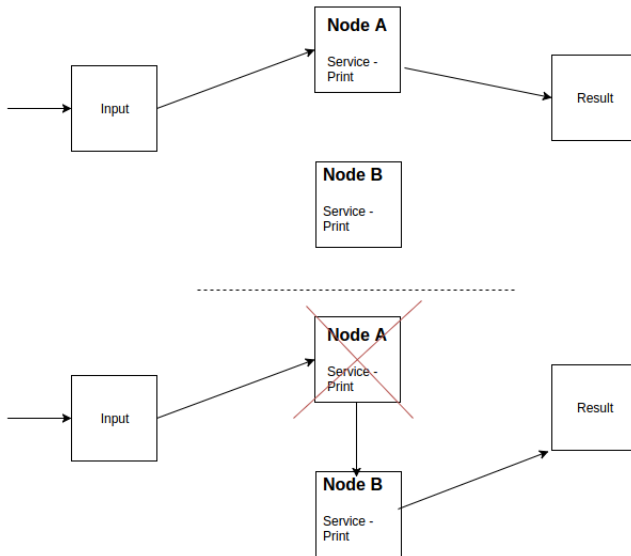 Node A
Service -
Print
Input
Result
Node B
Service -
Print
Node A
Service -
Print
Input
Result
Node B
Service -
Print